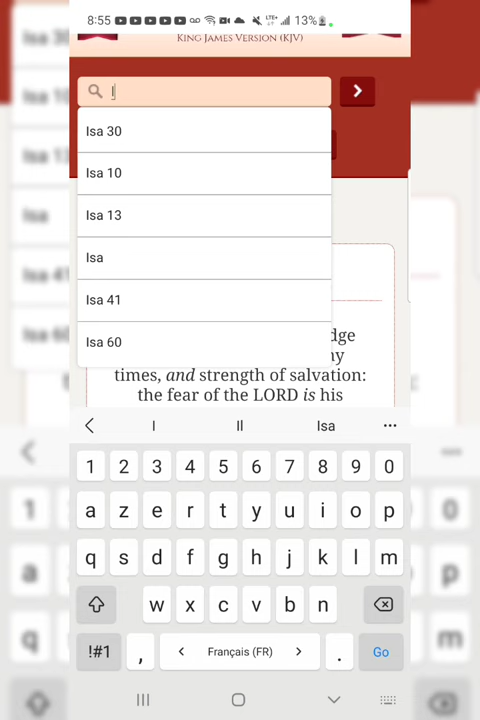 8:55 LTE+ 13%
KING JAMES VERSION (KJV)
I
Isa 30
Isa 10
Isa 13
Isa
Isa 41
Isa 60
times, and strength of salvation:
the fear of the LORD is his
I II Isa
1 2 3 4 5 6 7 8 9 0
a z e r t y u i o p
q s d f g h j k l m
w x c v b n
!#1 , Français (FR) . Go